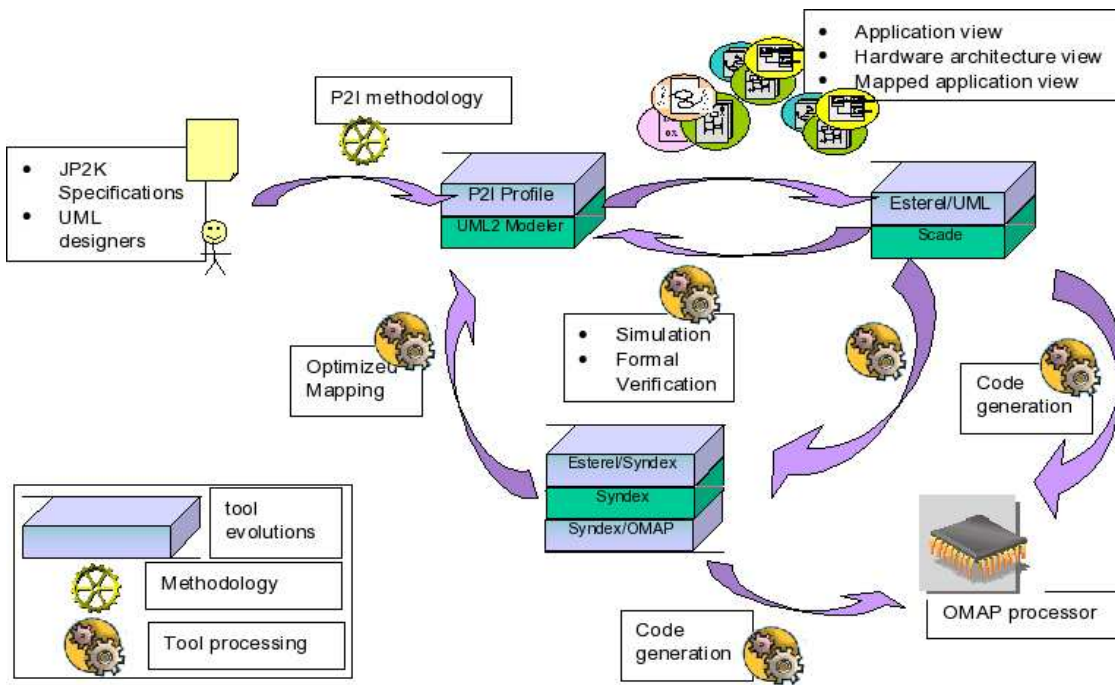 Application view
Hardware architecture view
Mapped application view
P2I methodology
JP2K
Specifications
UML
designers
P2I Profile
UML2 Modeler
Esterel/UML
Scade
Simulation
Formal
Verification
Optimized
Mapping
Code
generation
Esterel/Syndex
Syndex
Syndex/OMAP
OMAP processor
Code
generation
tool
evolutions
Methodology
Tool processing